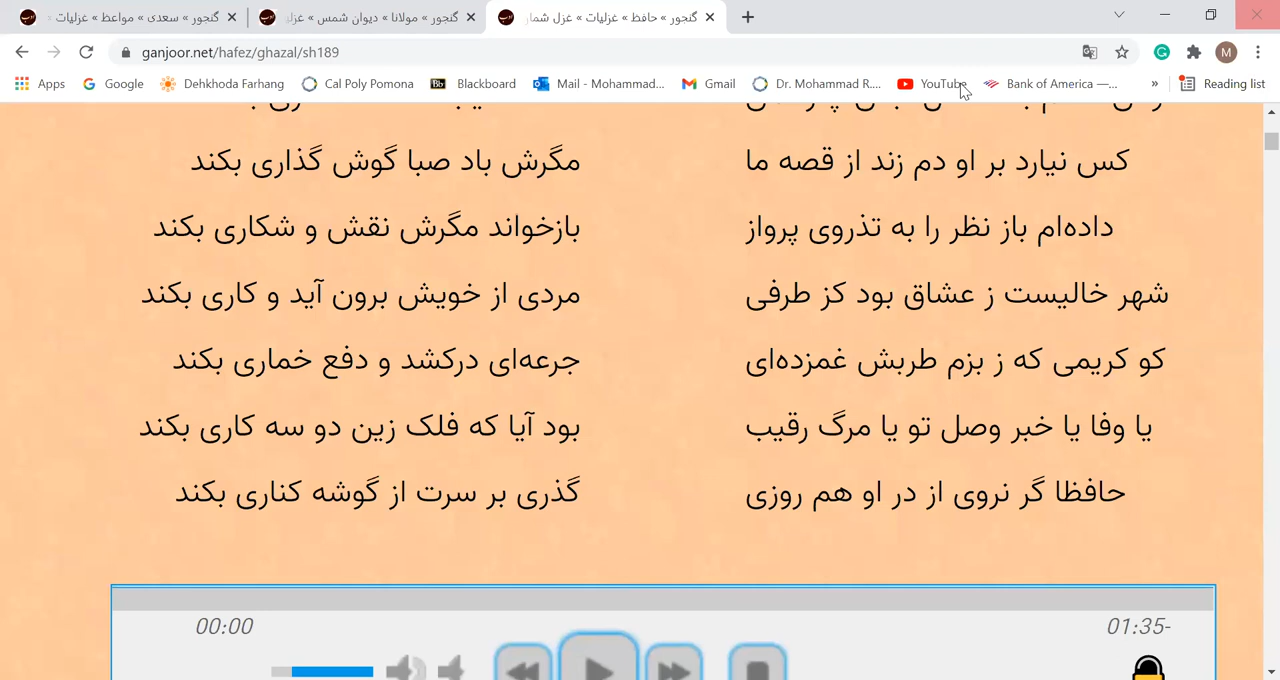 گنجور » سعدی » مواعظ » غزلیات »
گنجور » مولانا » دیوان شمس » غزلی
گنجور » حافظ » غزلیات » غزل شمار
ganjoor.net/hafez/ghazal/sh189
M
Apps
Google
Dehkhoda Farhang
Cal Poly Pomona
Bb Blackboard
Mail - Mohammad...
Gmail
Dr. Mohammad R....
YouTube
Bank of America —...
»
Reading list
کس نیارد بر او دم زند از قصه ما
مگرش باد صبا گوش گذاری بکند
داده‌ام باز نظر را به تذروی پرواز
بازخواند مگرش نقش و شکاری بکند
شهر خالیست ز عشاق بود کز طرفی
مردی از خویش برون آید و کاری بکند
کو کریمی که ز بزم طربش غمزده‌ای
جرعه‌ای درکشد و دفع خماری بکند
یا وفا یا خبر وصل تو یا مرگ رقیب
بود آیا که فلک زین دو سه کاری بکند
حافظا گر نروی از در او هم روزی
گذری بر سرت از گوشه کناری بکند
00:00
01:35-